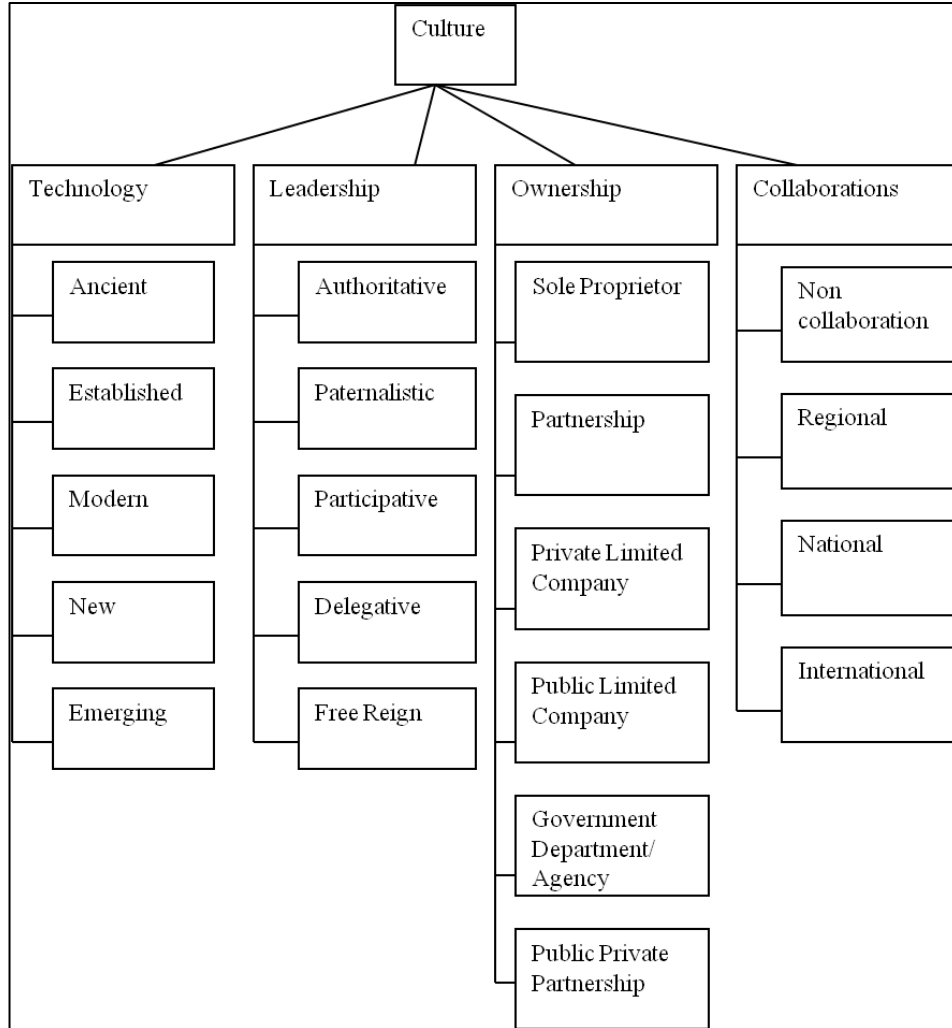 Culture
Technology
Ancient
Established
Modern
New
Emerging
Leadership
Authoritative
Paternalistic
Participative
Delegative
Free Reign
Ownership
Sole Proprietor
Partnership
Private Limited
Company
Public Limited
Company
Government
Department/
Agency
Public Private
Partnership
Collaborations
Non
collaboration
Regional
National
International